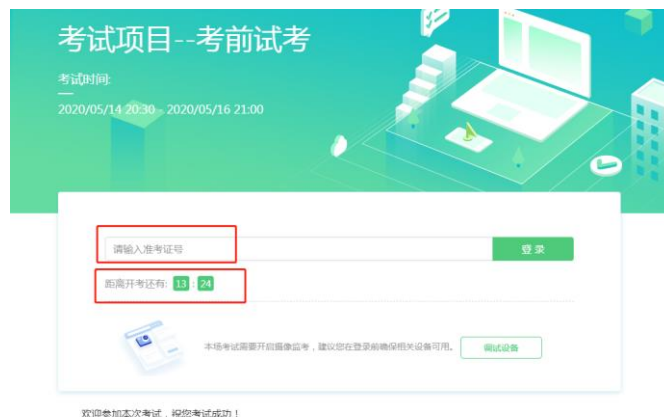 考试项目--考前试考
考试时间:
2020/05/14 20:30 - 2020/05/16 21:00
请输入准考证号
登 录
距离开考还有: 13 : 24
本场考试需要开启摄像监考，建议您在登录前确保相关设备可用。
调试设备
欢迎参加本次考试，祝您考试成功！